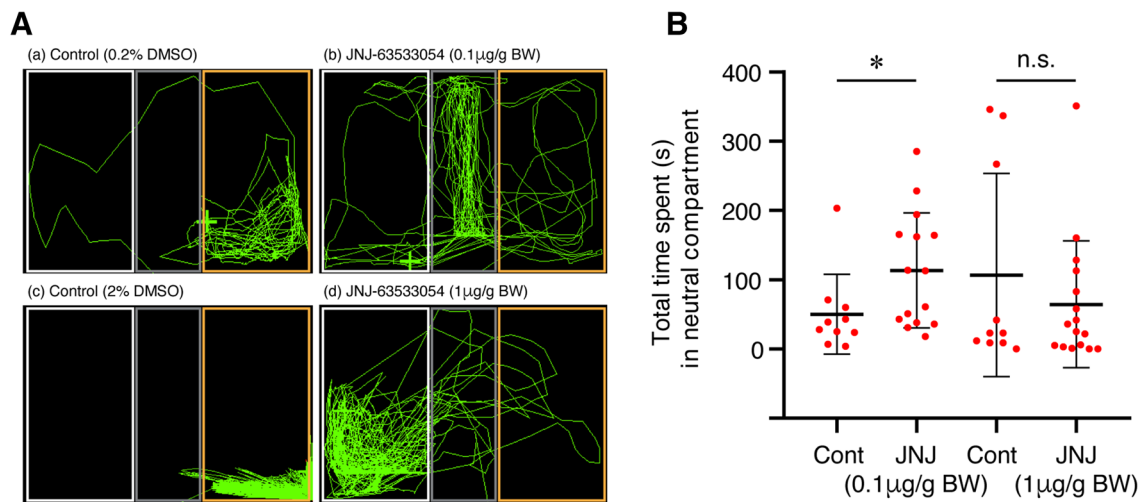 A
(a) Control (0.2% DMSO)
(b) JNJ-63533054 (0.1μg/g BW)
(c) Control (2% DMSO)
(d) JNJ-63533054 (1μg/g BW)
B
Total time spent (s)
in neutral compartment
400
300
200
100
0
*
n.s.
Cont
JNJ
(0.1μg/g BW)
Cont
JNJ
(1μg/g BW)